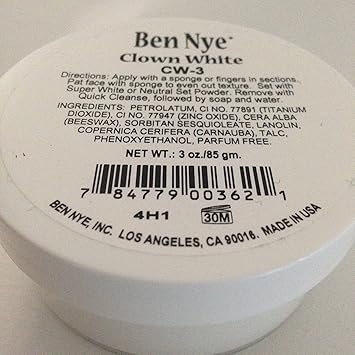 Ben Nye
Clown White
CW-3
Directions: Apply with a sponge or fingers in sections.
Pat face with sponge to even out texture. Set with
Super White or Neutral Set Powder. Remove with
Quick Cleanse, followed by soap and water.
INGREDIENTS: PETROLATUM, CI NO. 77891 (TITANIUM
DIOXIDE), CI NO. 77947 (ZINC OXIDE), CERA ALBA
(BEESWAX), SORBITAN SESQUIOLEATE, LANOLIN,
COPERNICA CERIFERA (CARNAUBA), TALC,
PHENOXYETHANOL, PARFUM FREE.
NET WT.: 3 oz./85 gm.
7 84779 00362 1
4H1 30M
BEN NYE, INC. LOS ANGELES, CA 90016. MADE IN USA